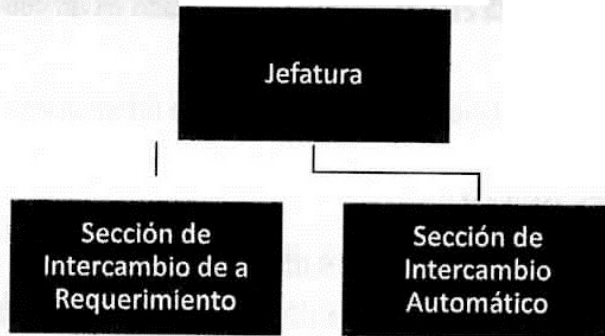 Jefatura
Sección de
Intercambio de a
Requerimiento
Sección de
Intercambio
Automático